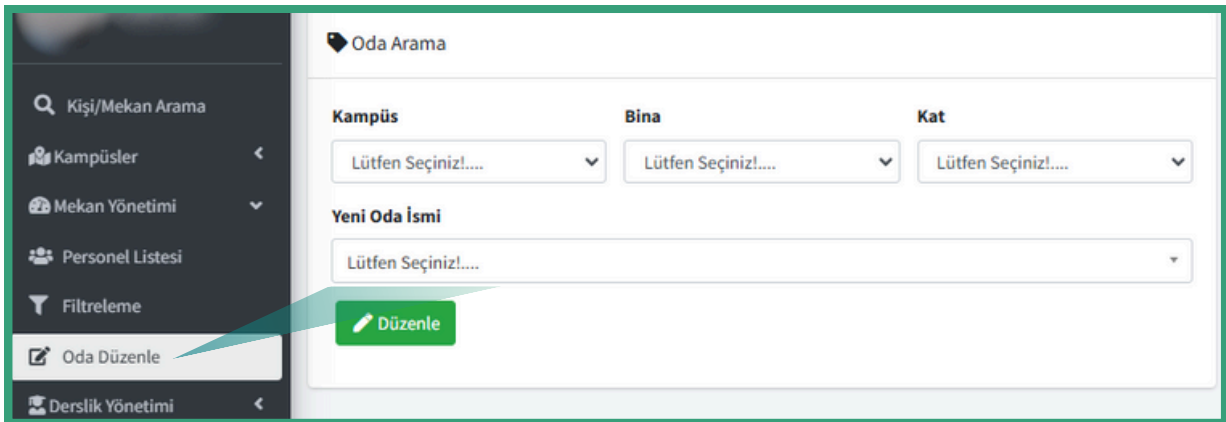 Kişi/Mekan Arama
Kampüsler
Mekan Yönetimi
Personel Listesi
Filtreleme
Oda Düzenle
Derslik Yönetimi
Oda Arama
Kampüs Bina Kat
Lütfen Seçiniz!.... Lütfen Seçiniz!.... Lütfen Seçiniz!....
Yeni Oda İsmi
Lütfen Seçiniz!....
Düzenle